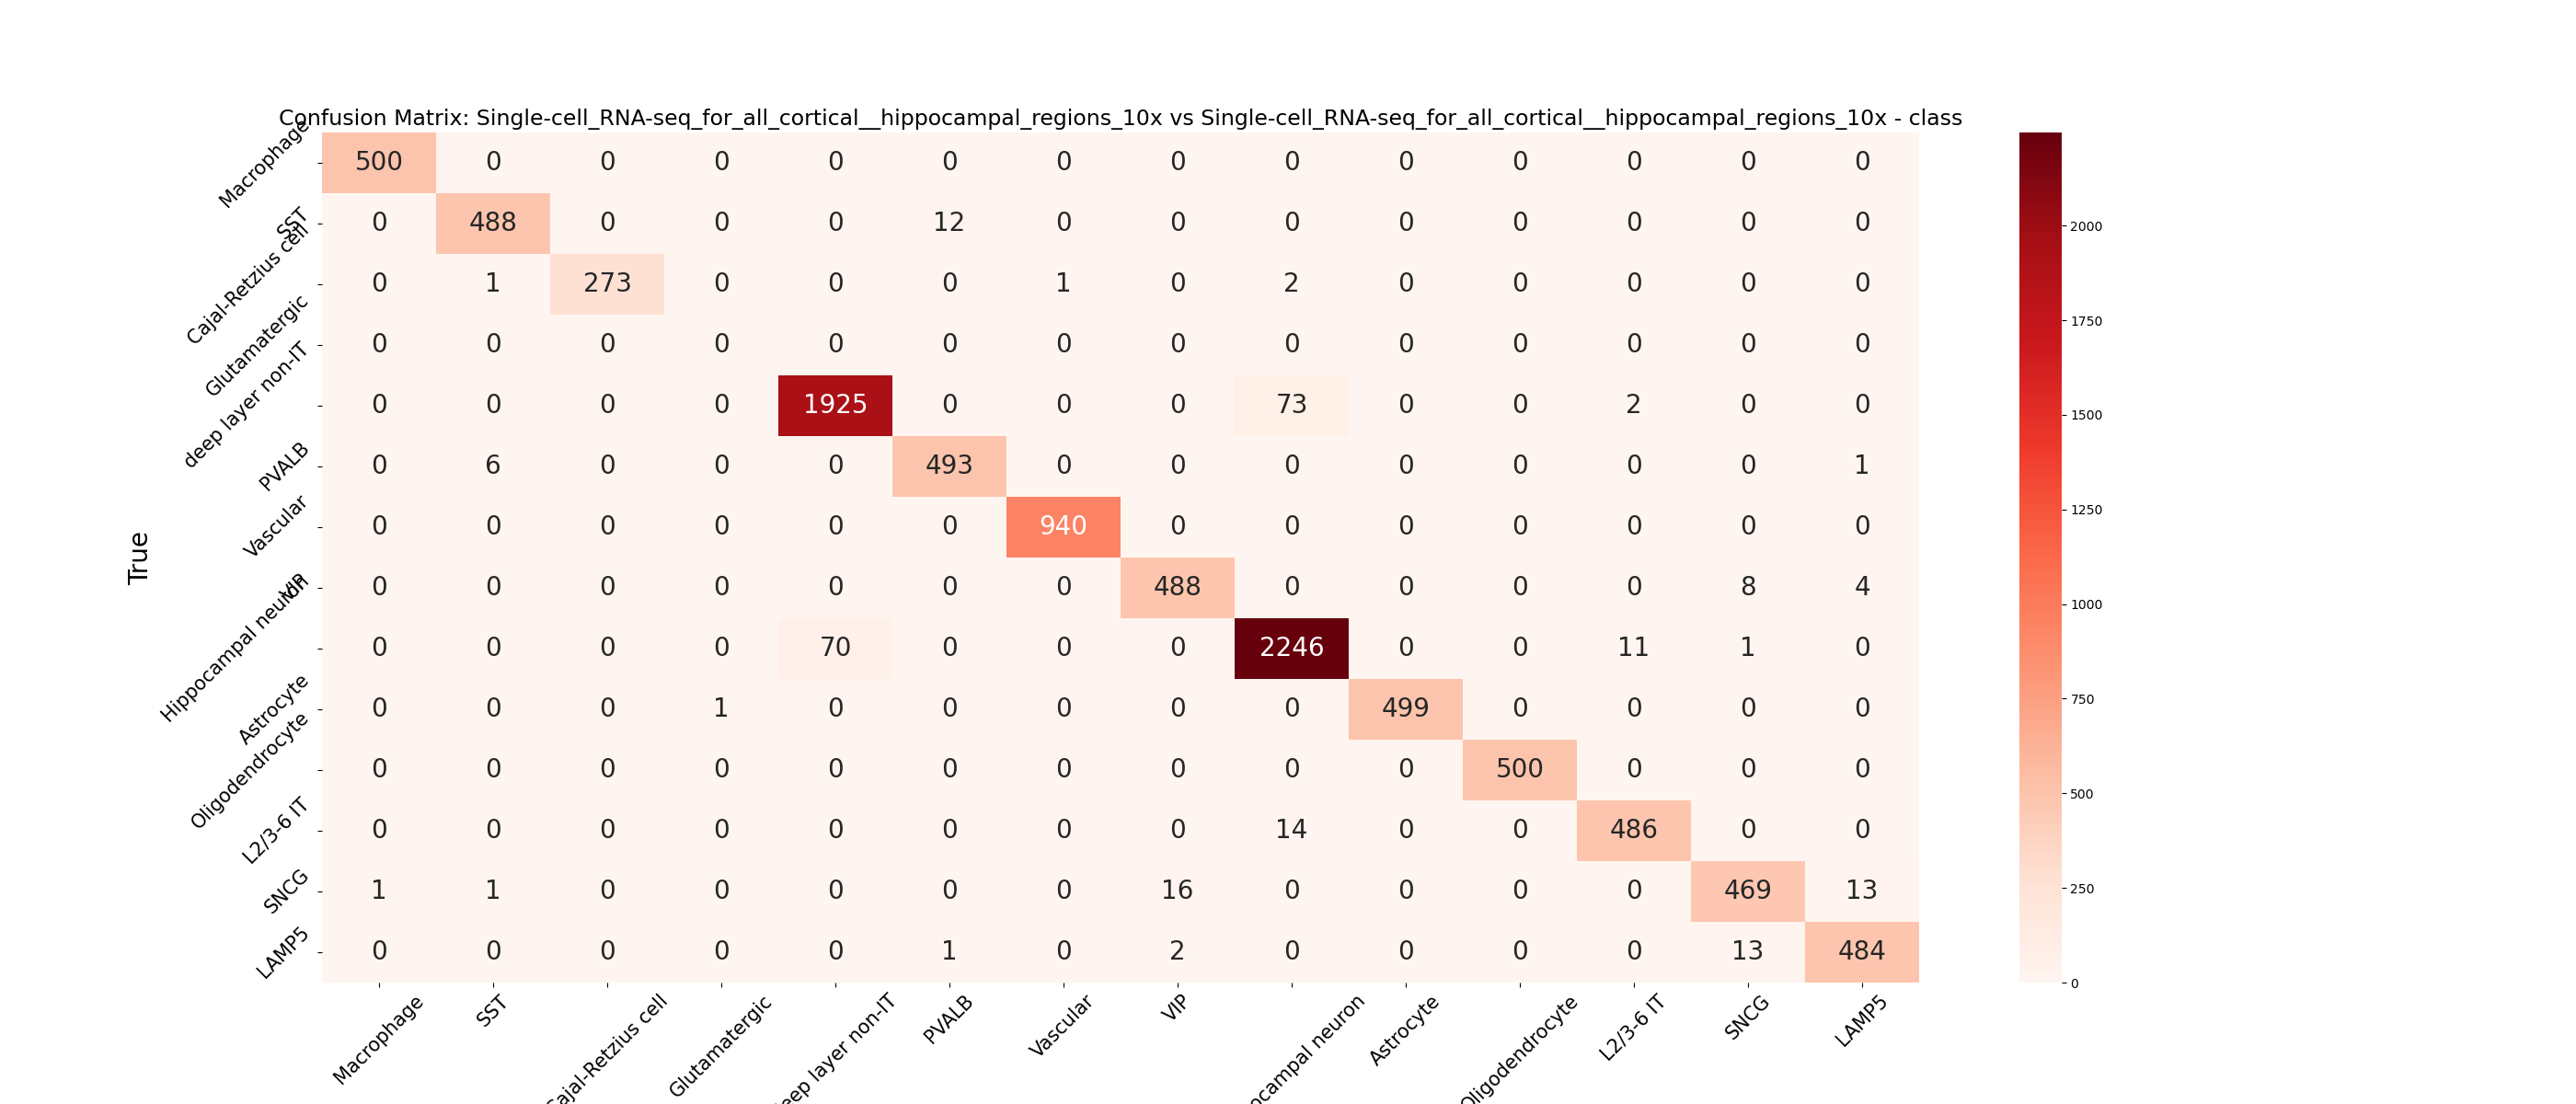 Confusion Matrix: Single-cell_RNA-seq_for_all_cortical__hippocampal_regions_10x vs Single-cell_RNA-seq_for_all_cortical__hippocampal_regions_10x - class
True
Macrophage 500 0 0 0 0 0 0 0 0 0 0 0 0 0
SST 0 488 0 0 0 12 0 0 0 0 0 0 0 0
Cajal-Retzius cell 0 1 273 0 0 0 1 0 2 0 0 0 0 0
Glutamatergic 0 0 0 0 0 0 0 0 0 0 0 0 0 0
deep layer non-IT 0 0 0 0 1925 0 0 0 73 0 0 2 0 0
PVALB 0 6 0 0 0 493 0 0 0 0 0 0 0 1
Vascular 0 0 0 0 0 0 940 0 0 0 0 0 0 0
VIP 0 0 0 0 0 0 0 488 0 0 0 0 8 4
Hippocampal neuron 0 0 0 0 70 0 0 0 2246 0 0 11 1 0
Astrocyte 0 0 0 1 0 0 0 0 0 499 0 0 0 0
Oligodendrocyte 0 0 0 0 0 0 0 0 0 0 500 0 0 0
L2/3-6 IT 0 0 0 0 0 0 0 0 14 0 0 486 0 0
SNCG 1 1 0 0 0 0 0 16 0 0 0 0 469 13
LAMP5 0 0 0 0 0 1 0 2 0 0 0 0 13 484
Macrophage SST Cajal-Retzius cell Glutamatergic layer non-IT PVALB Vascular VIP neuron Astrocyte Oligodendrocyte L2/3-6 IT SNCG LAMP5
2000
1750
1500
1250
1000
750
500
250
0